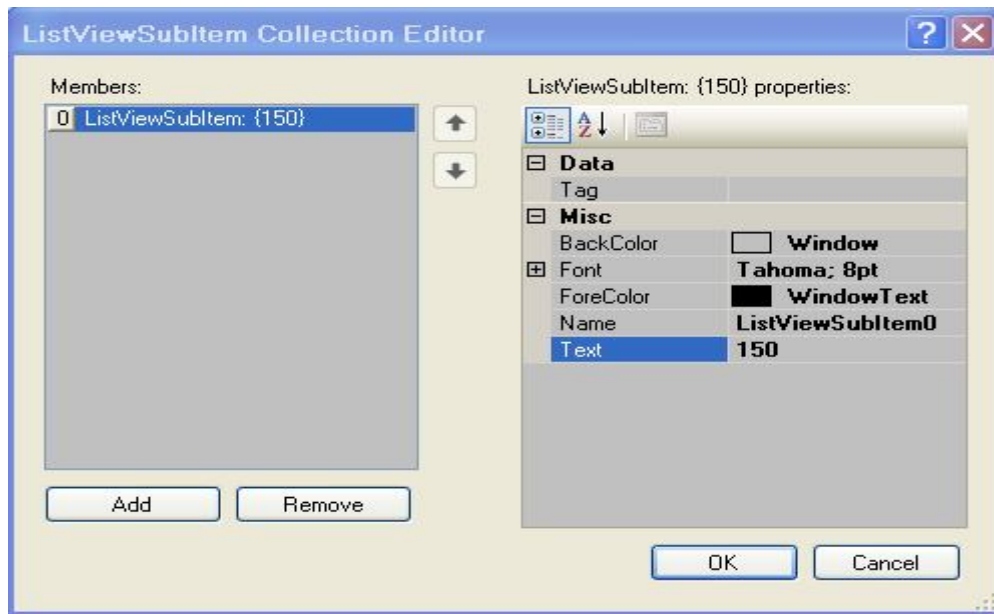 ListViewSubItem Collection Editor
Members:
0 ListViewSubItem: {150}
Add
Remove
ListViewSubItem: {150} properties:
A
Z
Data
Tag
Misc
BackColor Window
Font Tahoma; 8pt
ForeColor WindowText
Name ListViewSubItem0
Text 150
OK
Cancel